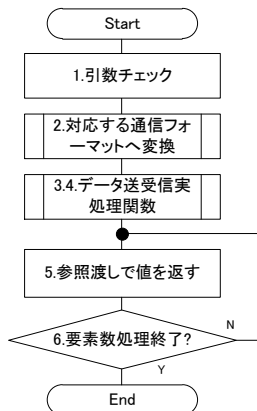 Start
1.引数チェック
2.対応する通信フォ
ーマットへ変換
3.4.データ送受信実
処理関数
5.参照渡しで値を返す
6.要素数処理終了?
N
Y
End